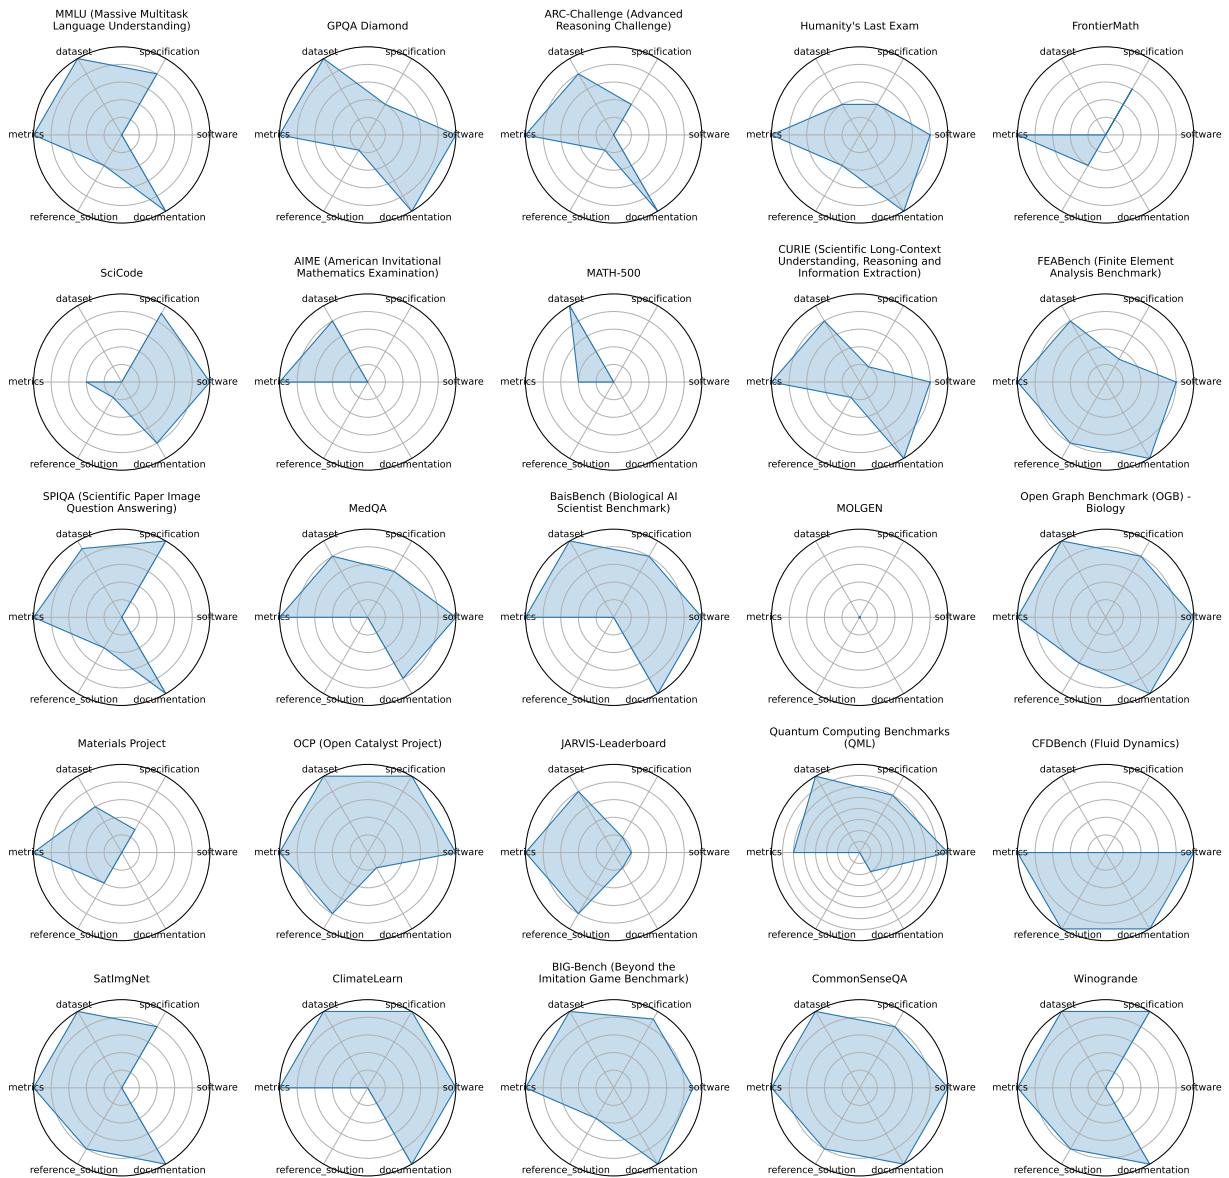 MMLU (Massive Multitask
Language Understanding)
dataset
specification
metrics
software
reference_solution
documentation
GPQA Diamond
dataset
specification
metrics
software
reference_solution
documentation
ARC-Challenge (Advanced
Reasoning Challenge)
dataset
specification
metrics
software
reference_solution
documentation
Humanity's Last Exam
dataset
specification
metrics
software
reference_solution
documentation
FrontierMath
dataset
specification
metrics
software
reference_solution
documentation
SciCode
dataset
specification
metrics
software
reference_solution
documentation
AIME (American Invitational
Mathematics Examination)
dataset
specification
metrics
software
reference_solution
documentation
MATH-500
dataset
specification
metrics
software
reference_solution
documentation
CURIE (Scientific Long-Context
Understanding, Reasoning and
Information Extraction)
dataset
specification
metrics
software
reference_solution
documentation
FEABench (Finite Element
Analysis Benchmark)
dataset
specification
metrics
software
reference_solution
documentation
SPIQA (Scientific Paper Image
Question Answering)
dataset
specification
metrics
software
reference_solution
documentation
MedQA
dataset
specification
metrics
software
reference_solution
documentation
BaisBench (Biological AI
Scientist Benchmark)
dataset
specification
metrics
software
reference_solution
documentation
MOLGEN
dataset
specification
metrics
software
reference_solution
documentation
Open Graph Benchmark (OGB) -
Biology
dataset
specification
metrics
software
reference_solution
documentation
Materials Project
dataset
specification
metrics
software
reference_solution
documentation
OCP (Open Catalyst Project)
dataset
specification
metrics
software
reference_solution
documentation
JARVIS-Leaderboard
dataset
specification
metrics
software
reference_solution
documentation
Quantum Computing Benchmarks
(QML)
dataset
specification
metrics
software
reference_solution
documentation
CFDBench (Fluid Dynamics)
dataset
specification
metrics
software
reference_solution
documentation
SatImgNet
dataset
specification
metrics
software
reference_solution
documentation
ClimateLearn
dataset
specification
metrics
software
reference_solution
documentation
BIG-Bench (Beyond the
Imitation Game Benchmark)
dataset
specification
metrics
software
reference_solution
documentation
CommonSenseQA
dataset
specification
metrics
software
reference_solution
documentation
Winogrande
dataset
specification
metrics
software
reference_solution
documentation